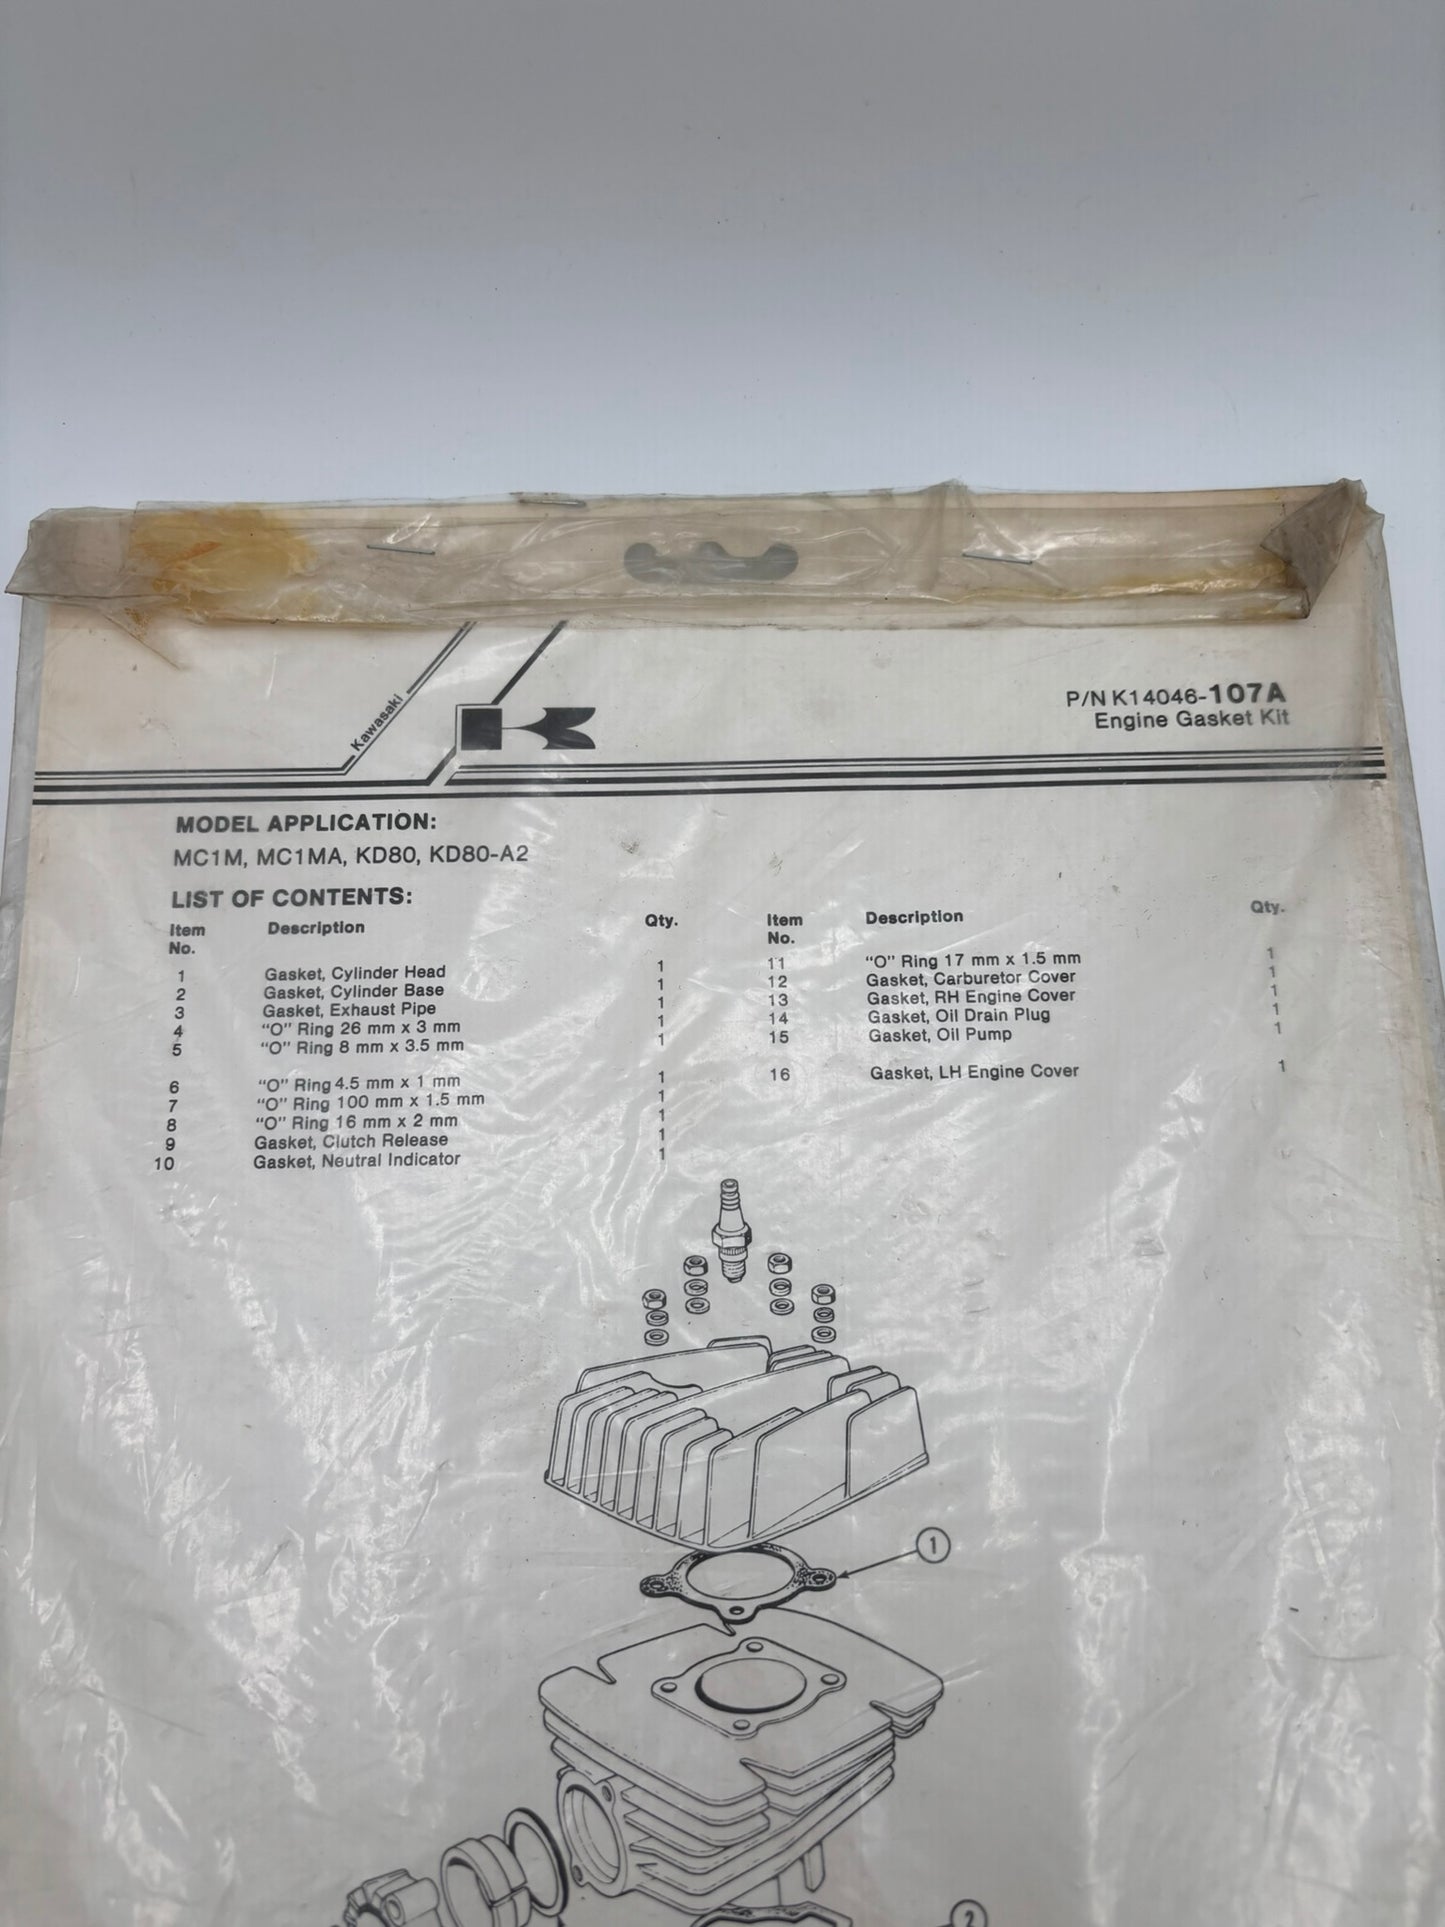 Kawasaki
P/N K14046-107A
Engine Gasket Kit
MODEL APPLICATION:
MC1M, MC1MA, KD80, KD80-A2
LIST OF CONTENTS:
Item No. Description Qty.
1 Gasket, Cylinder Head 1
2 Gasket, Cylinder Base 1
3 Gasket, Exhaust Pipe 1
4 "O" Ring 26 mm x 3 mm 1
5 "O" Ring 8 mm x 3.5 mm 1
6 "O" Ring 4.5 mm x 1 mm 1
7 "O" Ring 100 mm x 1.5 mm 1
8 "O" Ring 16 mm x 2 mm 1
9 Gasket, Clutch Release 1
10 Gasket, Neutral Indicator 1
Item No. Description Qty.
11 "O" Ring 17 mm x 1.5 mm 1
12 Gasket, Carburetor Cover 1
13 Gasket, RH Engine Cover 1
14 Gasket, Oil Drain Plug 1
15 Gasket, Oil Pump 1
16 Gasket, LH Engine Cover 1
1
2